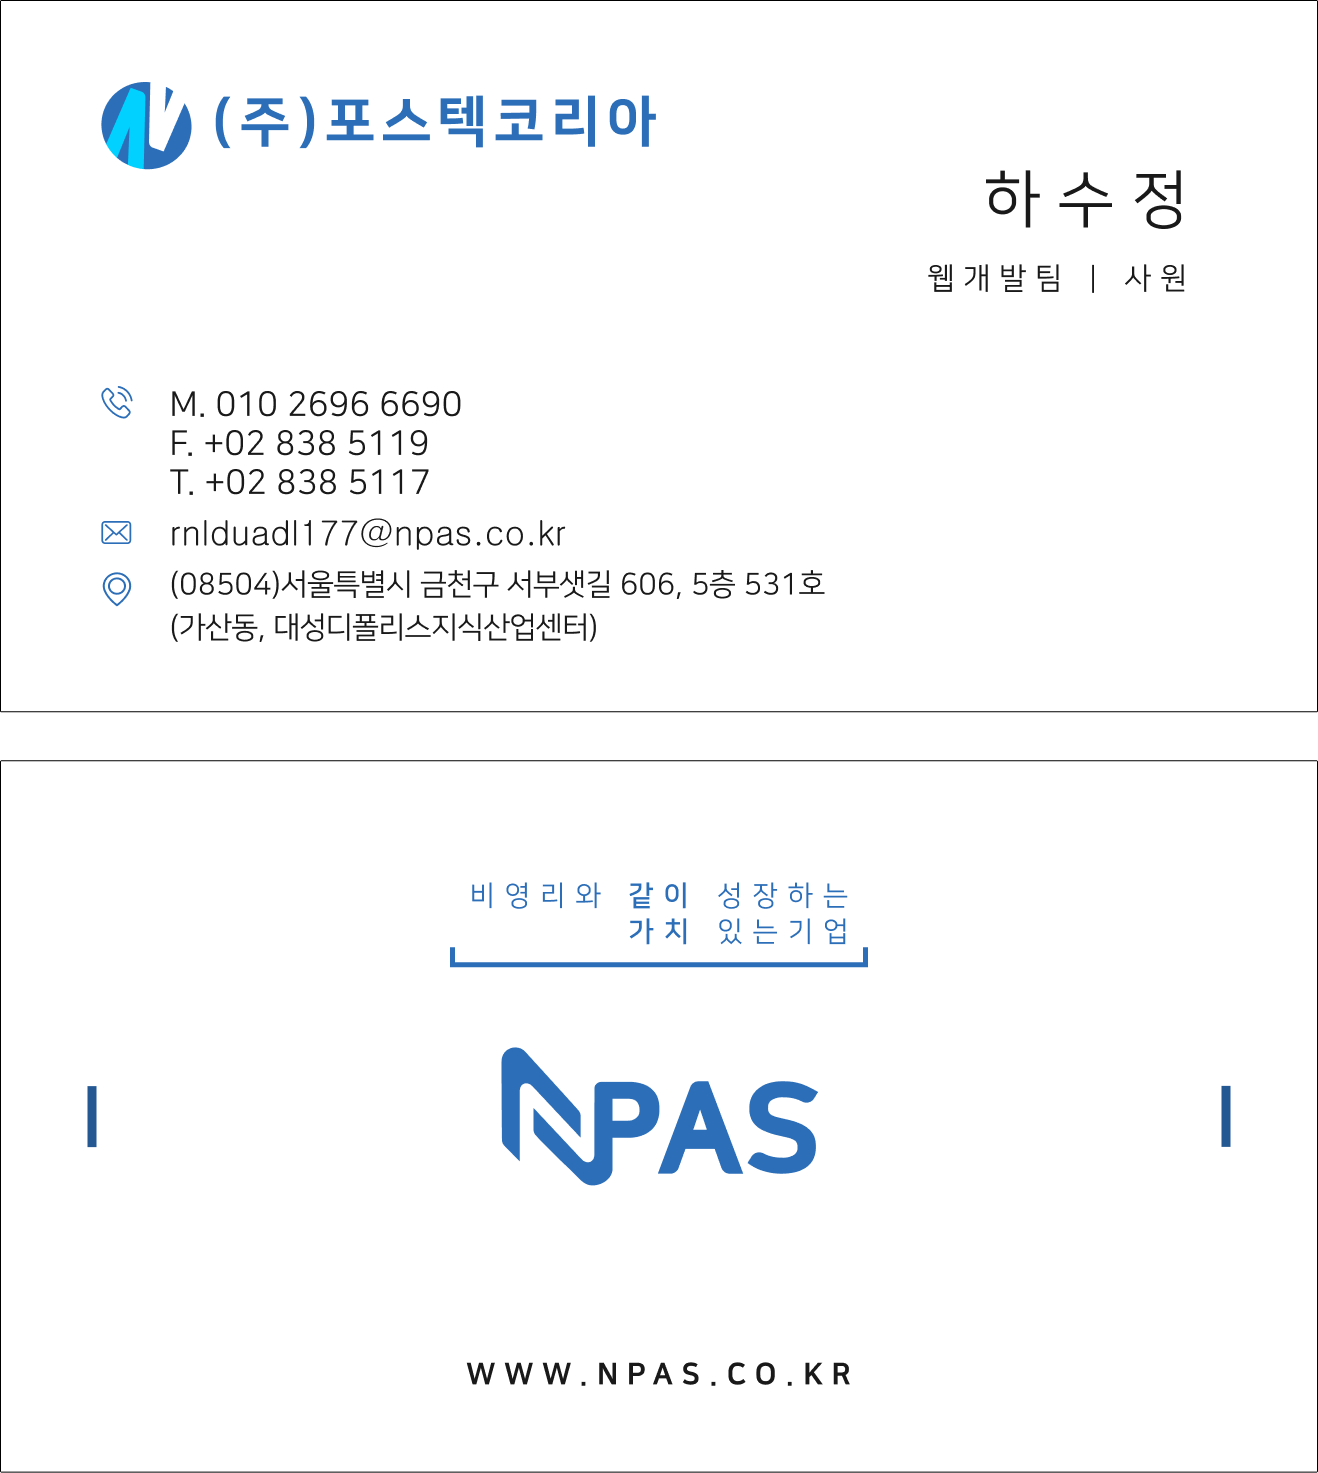 (주)포스텍코리아
하수정
웹개발팀 | 사원
M. 010 2696 6690
F. +02 838 5119
T. +02 838 5117
rnlduadl177@npas.co.kr
(08504)서울특별시 금천구 서부샛길 606, 5층 531호
(가산동, 대성디폴리스지식산업센터)
비영리와 같이 성장하는
가치 있는기업
NPAS
WWW.NPAS.CO.KR